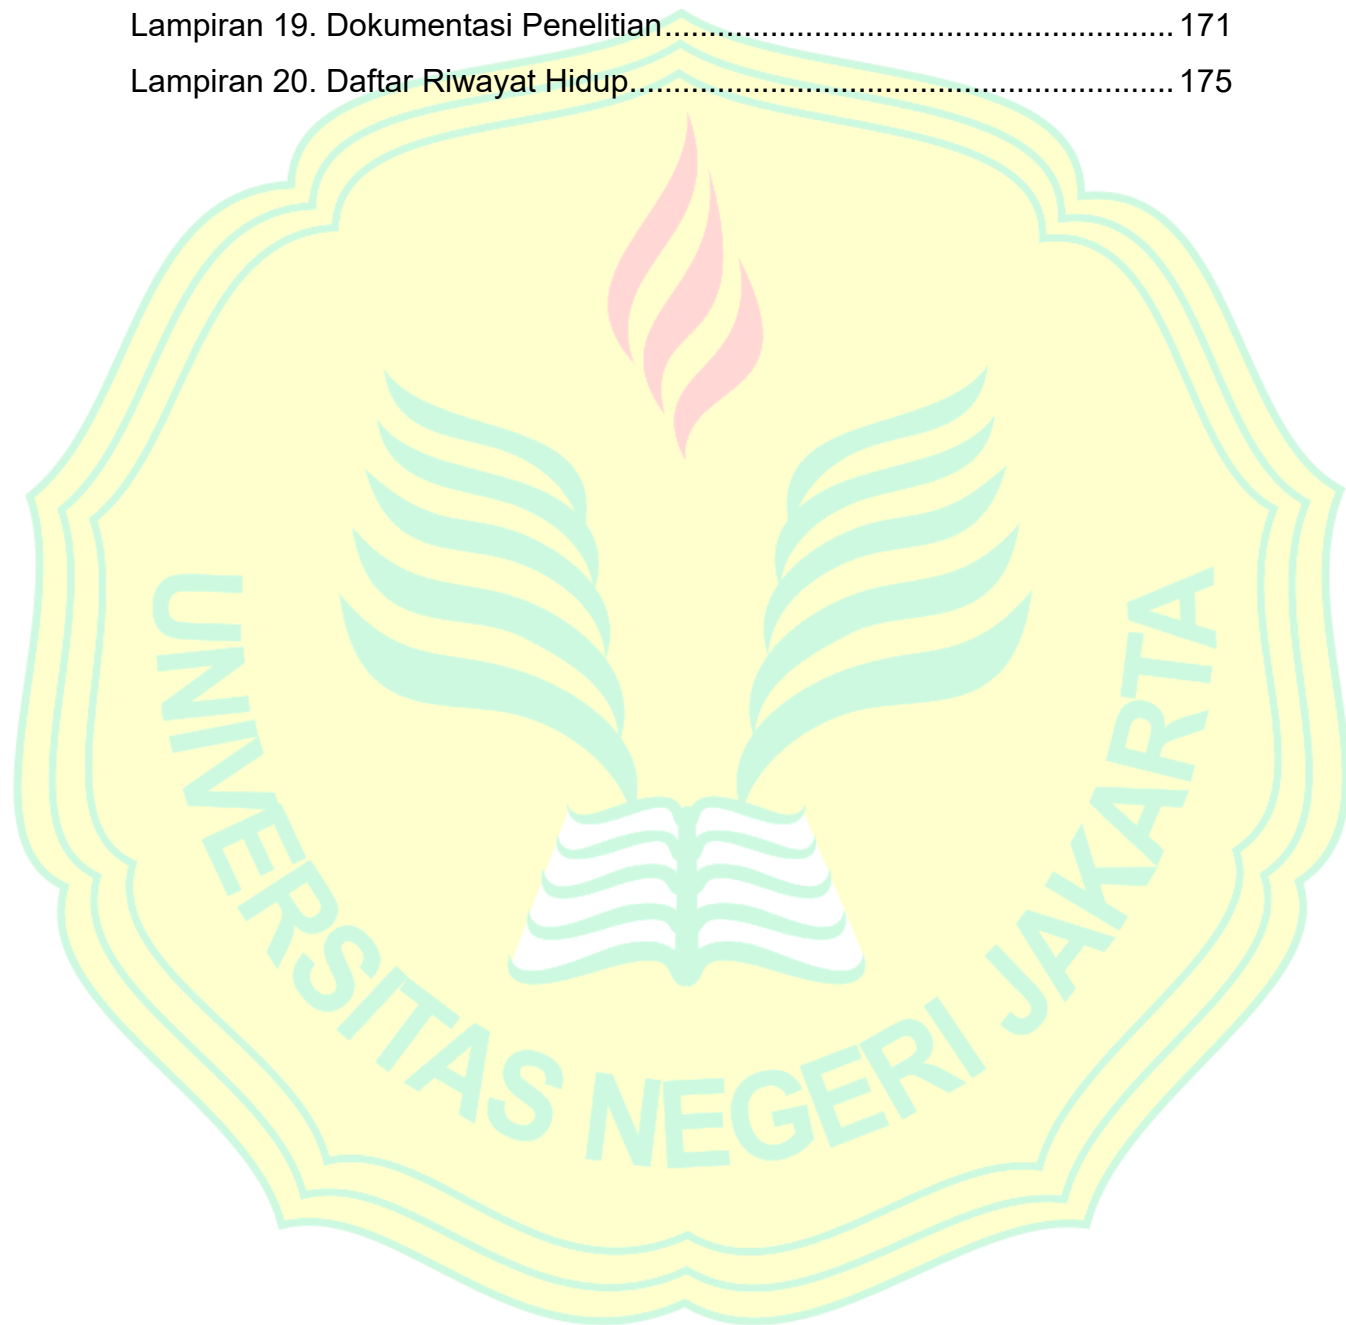 Lampiran 19. Dokumentasi Penelitian........................................................... 171
Lampiran 20. Daftar Riwayat Hidup............................................................... 175
UNIVERSITAS NEGERI JAKARTA